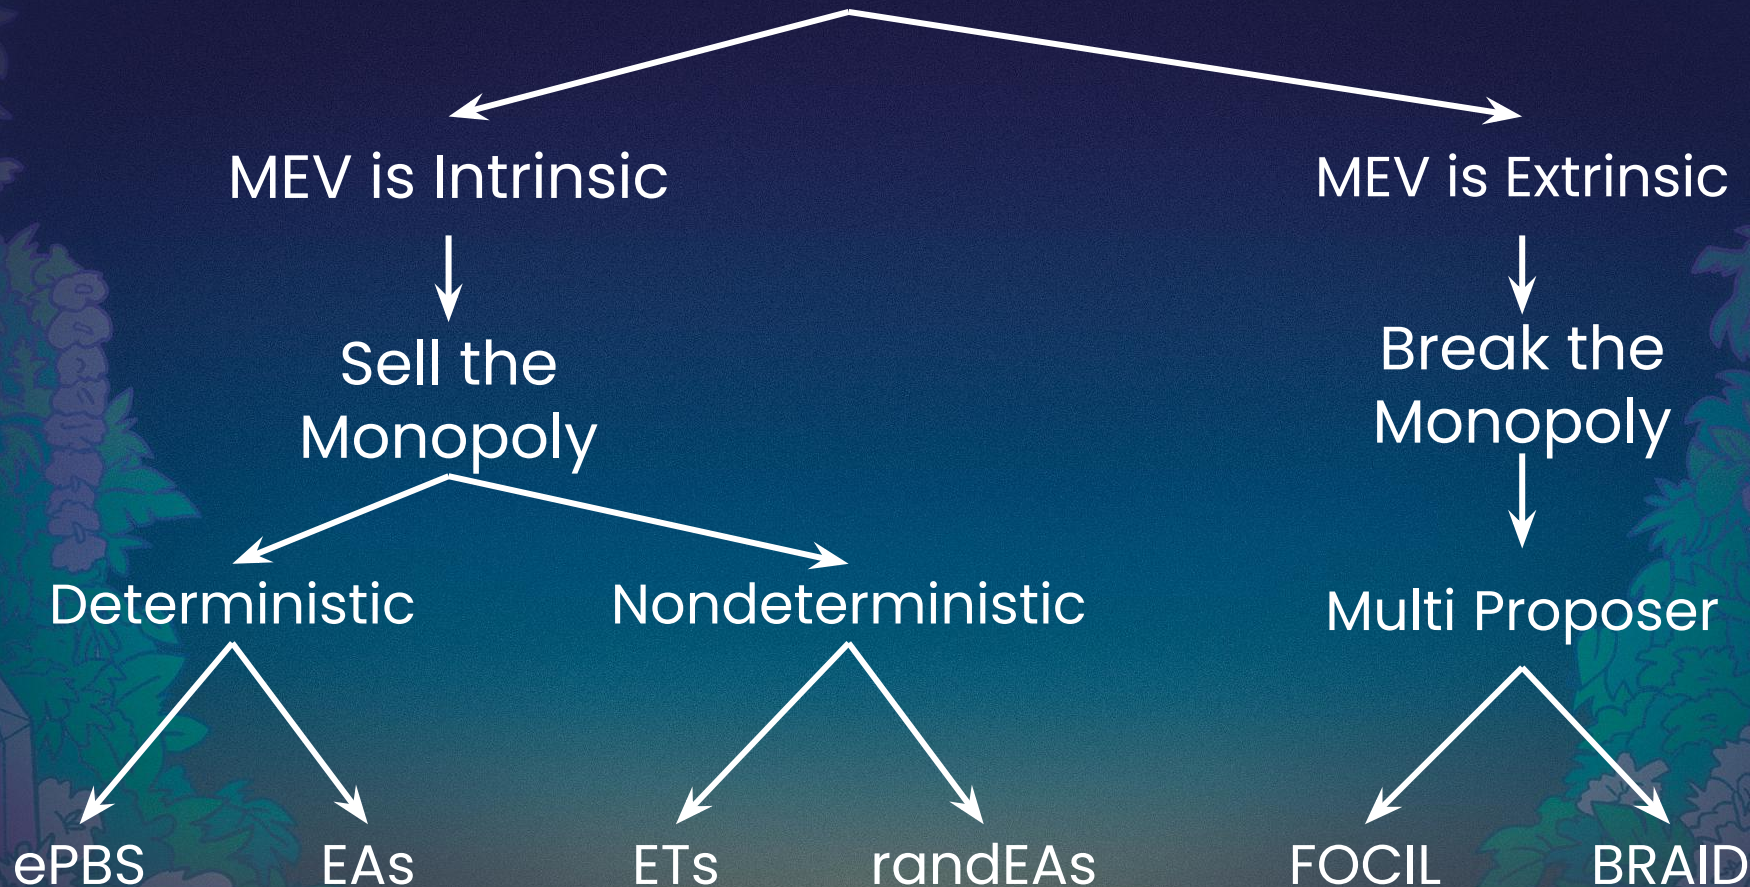 MEV is Intrinsic
MEV is Extrinsic
Sell the
Monopoly
Break the
Monopoly
Deterministic
Nondeterministic
Multi Proposer
ePBS
EAs
ETs
randEAs
FOCIL
BRAID